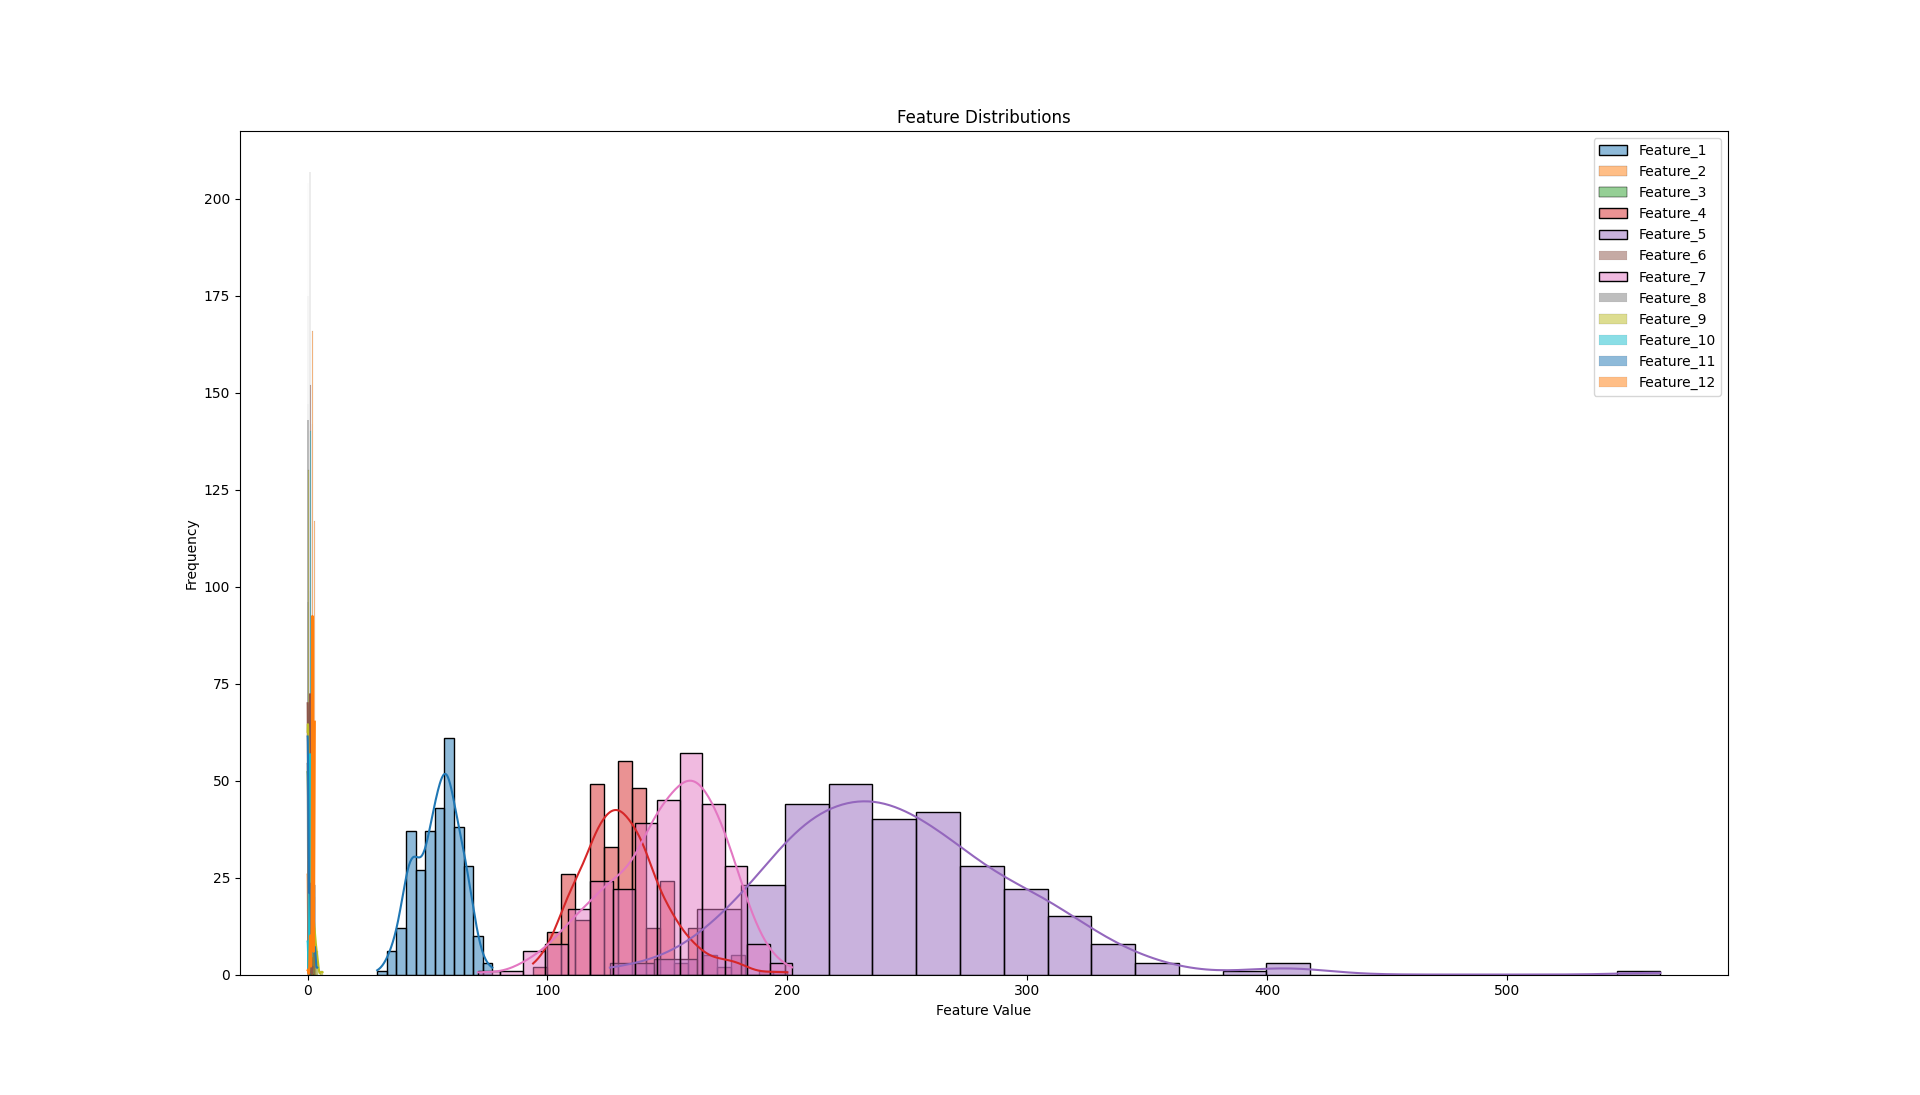 Feature Distributions
Feature_1
Feature_2
Feature_3
Feature_4
Feature_5
Feature_6
Feature_7
Feature_8
Feature_9
Feature_10
Feature_11
Feature_12
Frequency
200
175
150
125
100
75
50
25
0
0 100 200 300 400 500
Feature Value